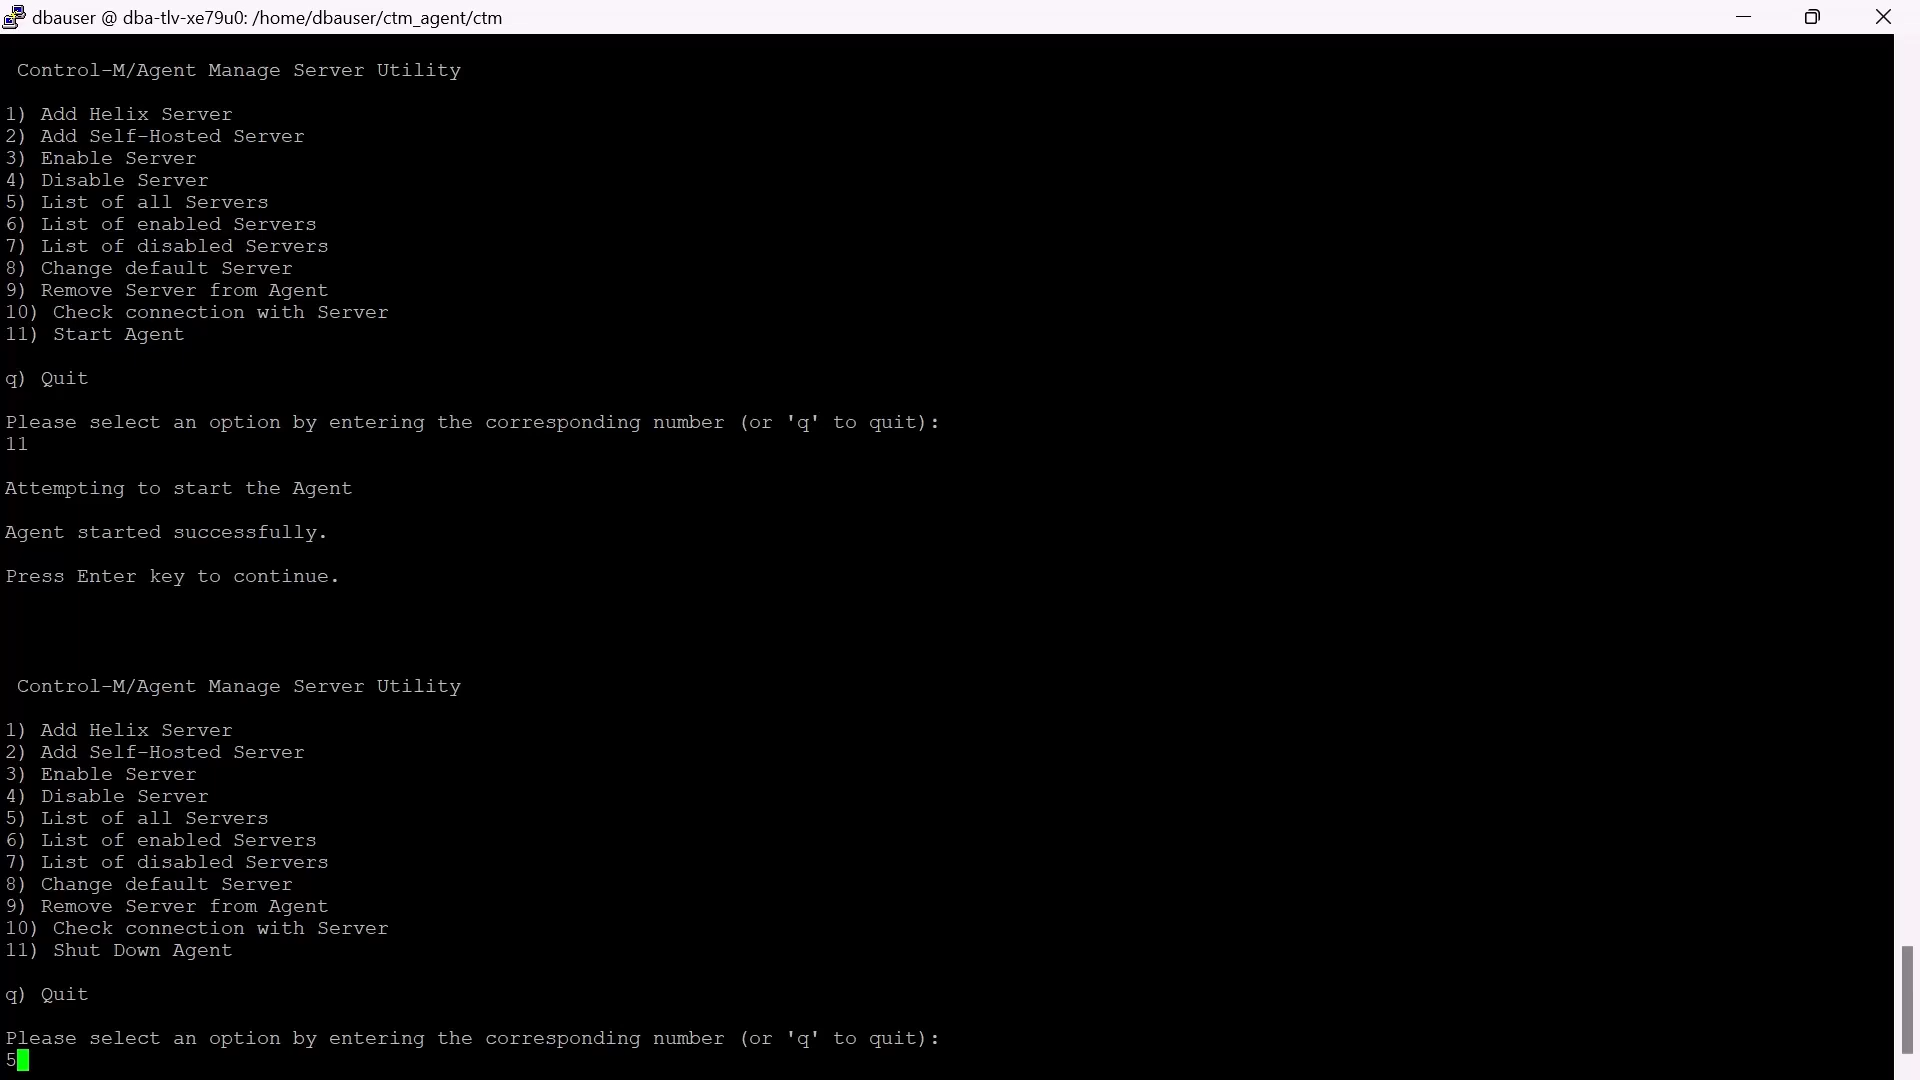 dbauser @ dba-tlv-xe79u0: /home/dbauser/ctm_agent/ctm
Control-M/Agent Manage Server Utility
1) Add Helix Server
2) Add Self-Hosted Server
3) Enable Server
4) Disable Server
5) List of all Servers
6) List of enabled Servers
7) List of disabled Servers
8) Change default Server
9) Remove Server from Agent
10) Check connection with Server
11) Start Agent
q) Quit
Please select an option by entering the corresponding number (or 'q' to quit):
11
Attempting to start the Agent
Agent started successfully.
Press Enter key to continue.
Control-M/Agent Manage Server Utility
1) Add Helix Server
2) Add Self-Hosted Server
3) Enable Server
4) Disable Server
5) List of all Servers
6) List of enabled Servers
7) List of disabled Servers
8) Change default Server
9) Remove Server from Agent
10) Check connection with Server
11) Shut Down Agent
q) Quit
Please select an option by entering the corresponding number (or 'q' to quit):
5